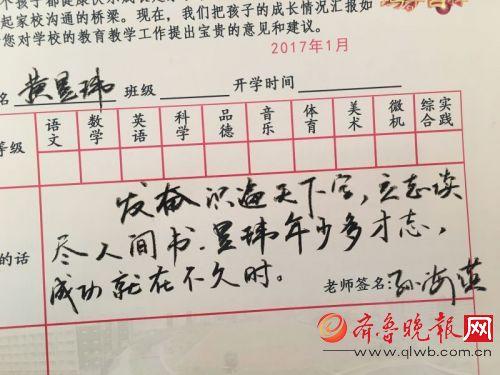 个孩子都健康快乐成长是
起家校沟通的桥梁。现在，我们把孩子的成长情况汇报如
您对学校的教育教学工作提出宝贵的意见和建议。
2017年1月
名 黄昱玮 班级 开学时间
等级 语文 数学 英语 科学 品德 音乐 体育 美术 微机 综合实践
发奋识遍天下字，立志读
尽人间书。昱玮年少多才志，
的话
成功就在不久时。
老师签名：孙海英
齐鲁晚报网
www.qlwb.com.cn